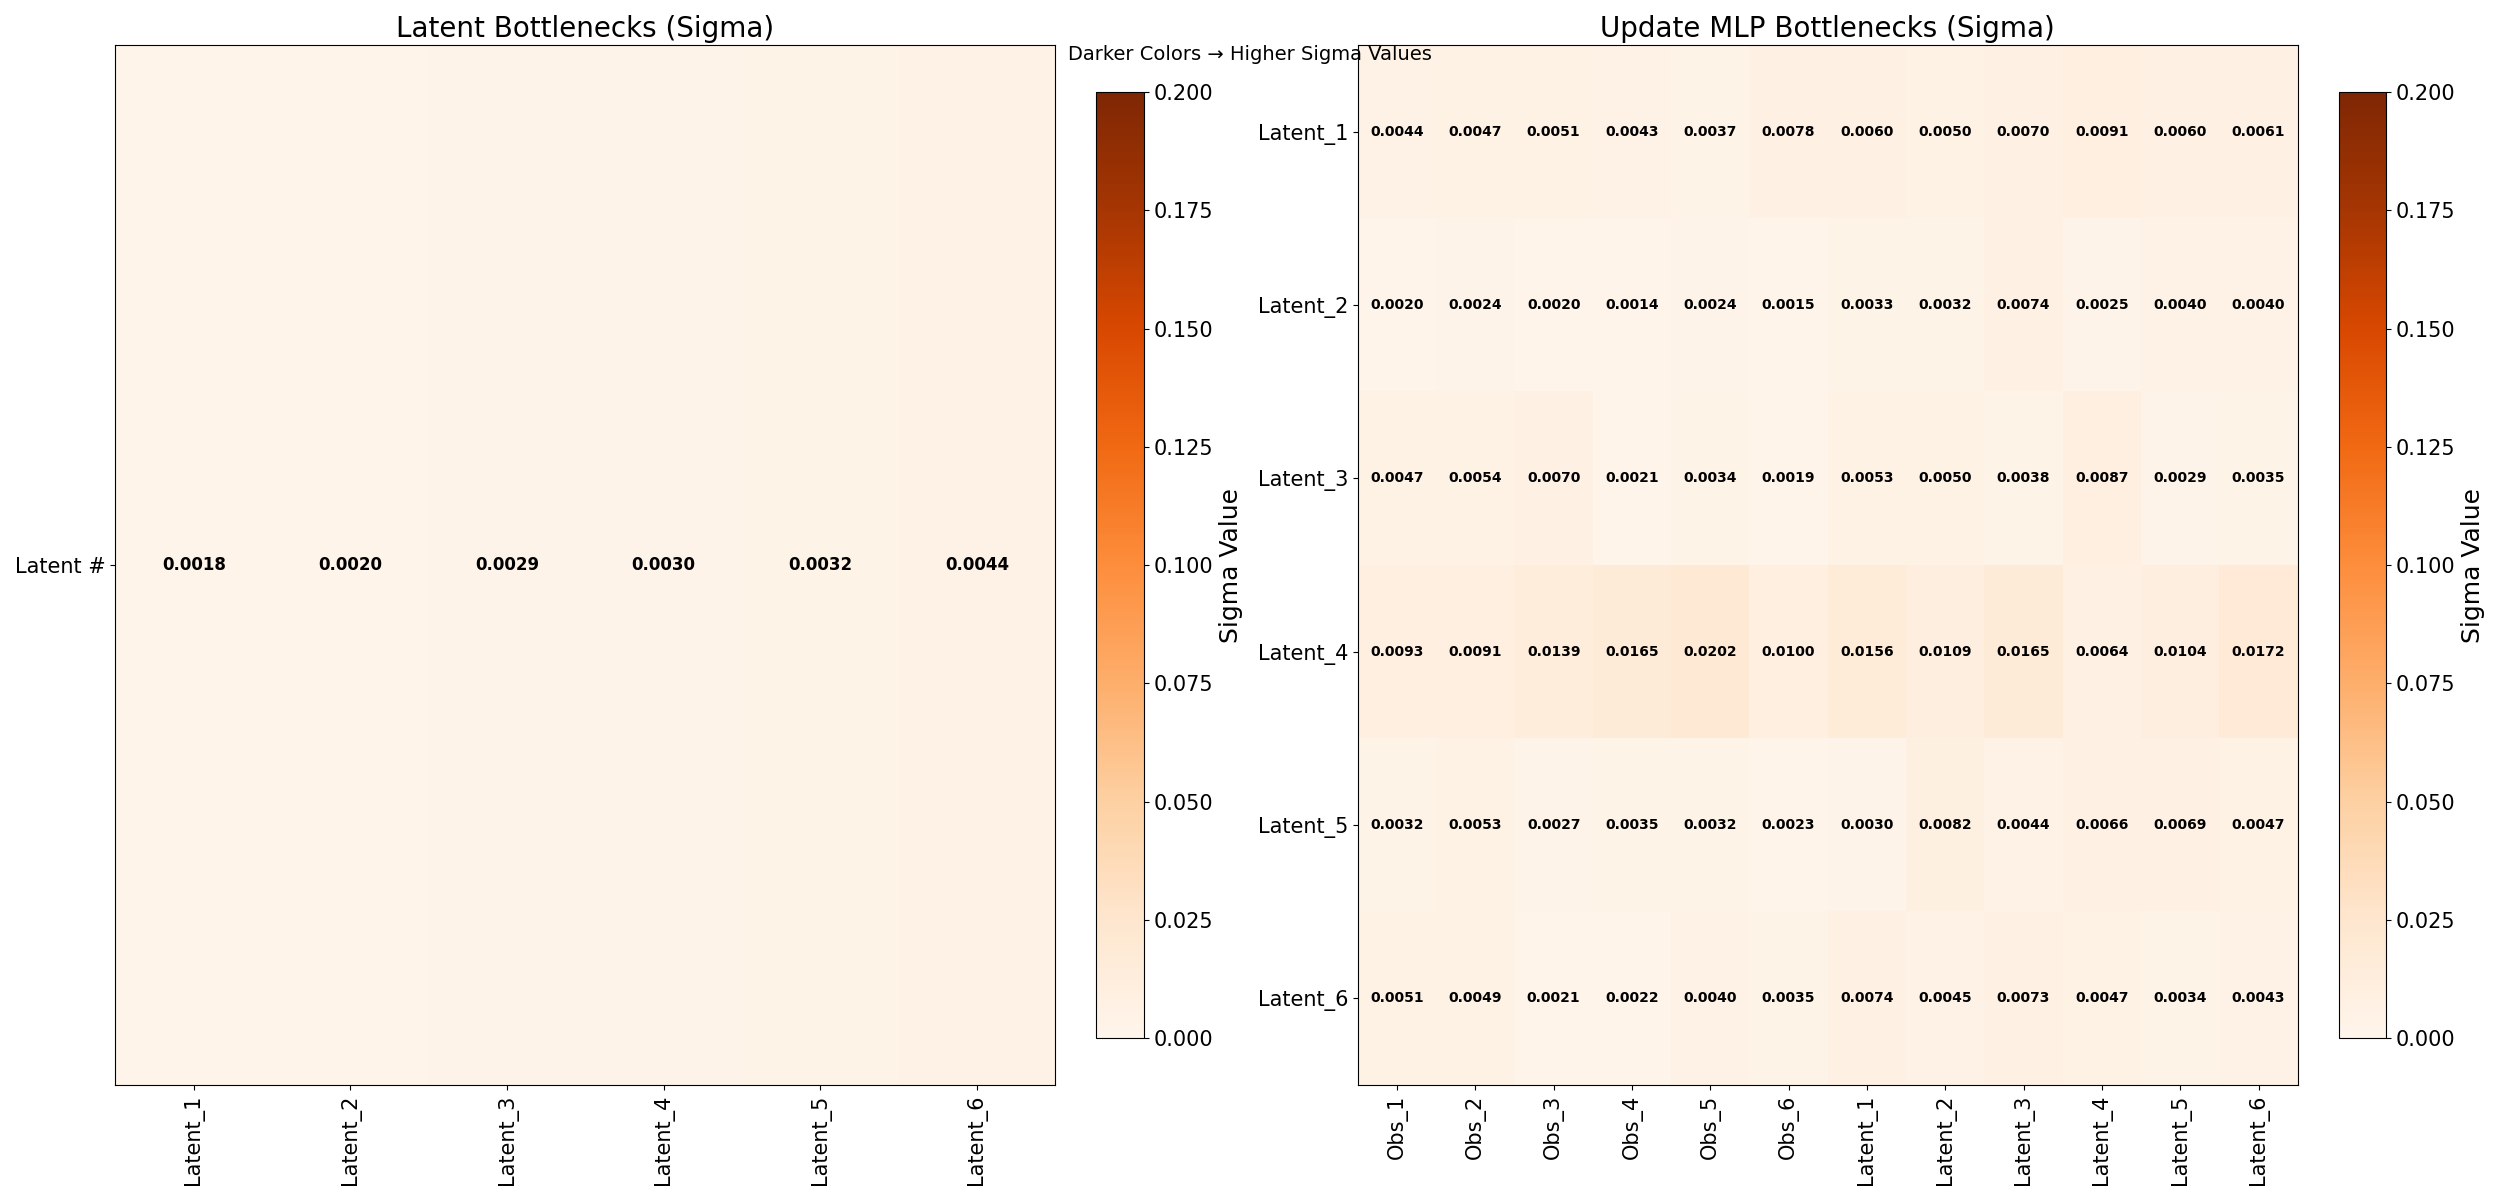 Latent Bottlenecks (Sigma)
Latent #
0.0018 0.0020 0.0029 0.0030 0.0032 0.0044
Latent_1 Latent_2 Latent_3 Latent_4 Latent_5 Latent_6
Darker Colors → Higher Sigma Values
0.200
0.175
0.150
0.125
0.100
0.075
0.050
0.025
0.000
Sigma Value
Update MLP Bottlenecks (Sigma)
Latent_1 0.0044 0.0047 0.0051 0.0043 0.0037 0.0078 0.0060 0.0050 0.0070 0.0091 0.0060 0.0061
Latent_2 0.0020 0.0024 0.0020 0.0014 0.0024 0.0015 0.0033 0.0032 0.0074 0.0025 0.0040 0.0040
Latent_3 0.0047 0.0054 0.0070 0.0021 0.0034 0.0019 0.0053 0.0050 0.0038 0.0087 0.0029 0.0035
Latent_4 0.0093 0.0091 0.0139 0.0165 0.0202 0.0100 0.0156 0.0109 0.0165 0.0064 0.0104 0.0172
Latent_5 0.0032 0.0053 0.0027 0.0035 0.0032 0.0023 0.0030 0.0082 0.0044 0.0066 0.0069 0.0047
Latent_6 0.0051 0.0049 0.0021 0.0022 0.0040 0.0035 0.0074 0.0045 0.0073 0.0047 0.0034 0.0043
Obs_1 Obs_2 Obs_3 Obs_4 Obs_5 Obs_6 Latent_1 Latent_2 Latent_3 Latent_4 Latent_5 Latent_6
0.200
0.175
0.150
0.125
0.100
0.075
0.050
0.025
0.000
Sigma Value